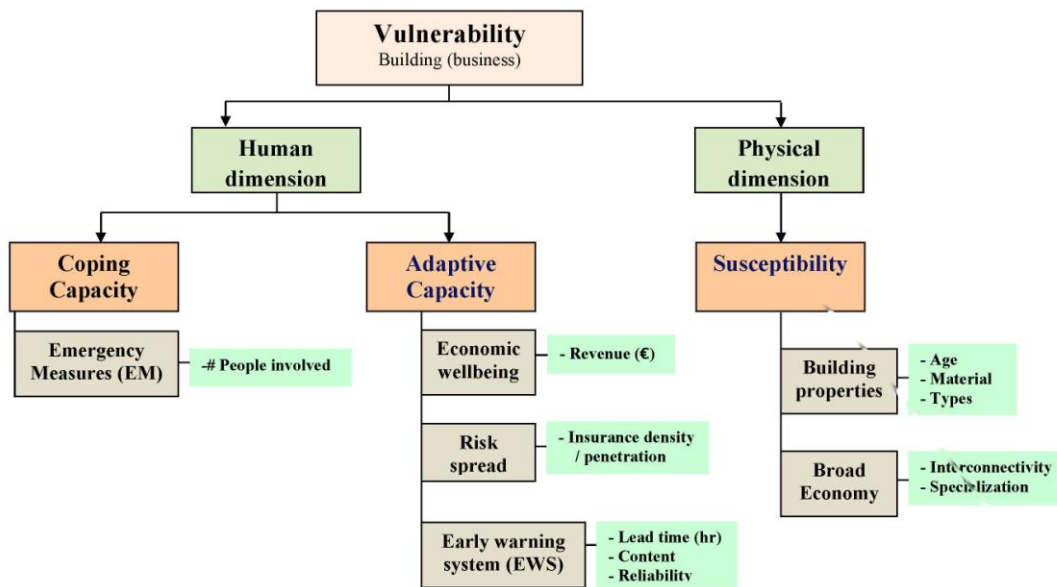 Vulnerability
Building (business)
Human
dimension
Physical
dimension
Coping
Capacity
Adaptive
Capacity
Susceptibility
Emergency
Measures (EM)
-# People involved
Economic
wellbeing
- Revenue (€)
Building
properties
- Age
- Material
- Types
Risk
spread
- Insurance density
/ penetration
Broad
Economy
- Interconnectivity
- Specialization
Early warning
system (EWS)
- Lead time (hr)
- Content
- Reliability